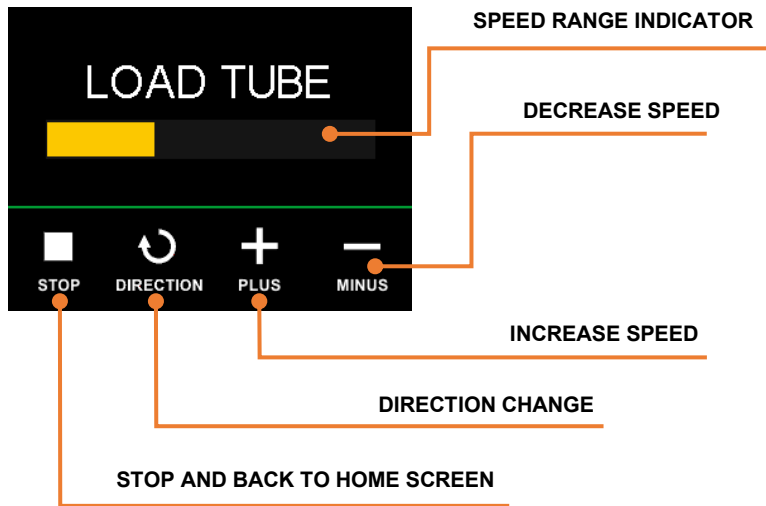 SPEED RANGE INDICATOR
LOAD TUBE
DECREASE SPEED
STOP
DIRECTION
PLUS
MINUS
INCREASE SPEED
DIRECTION CHANGE
STOP AND BACK TO HOME SCREEN